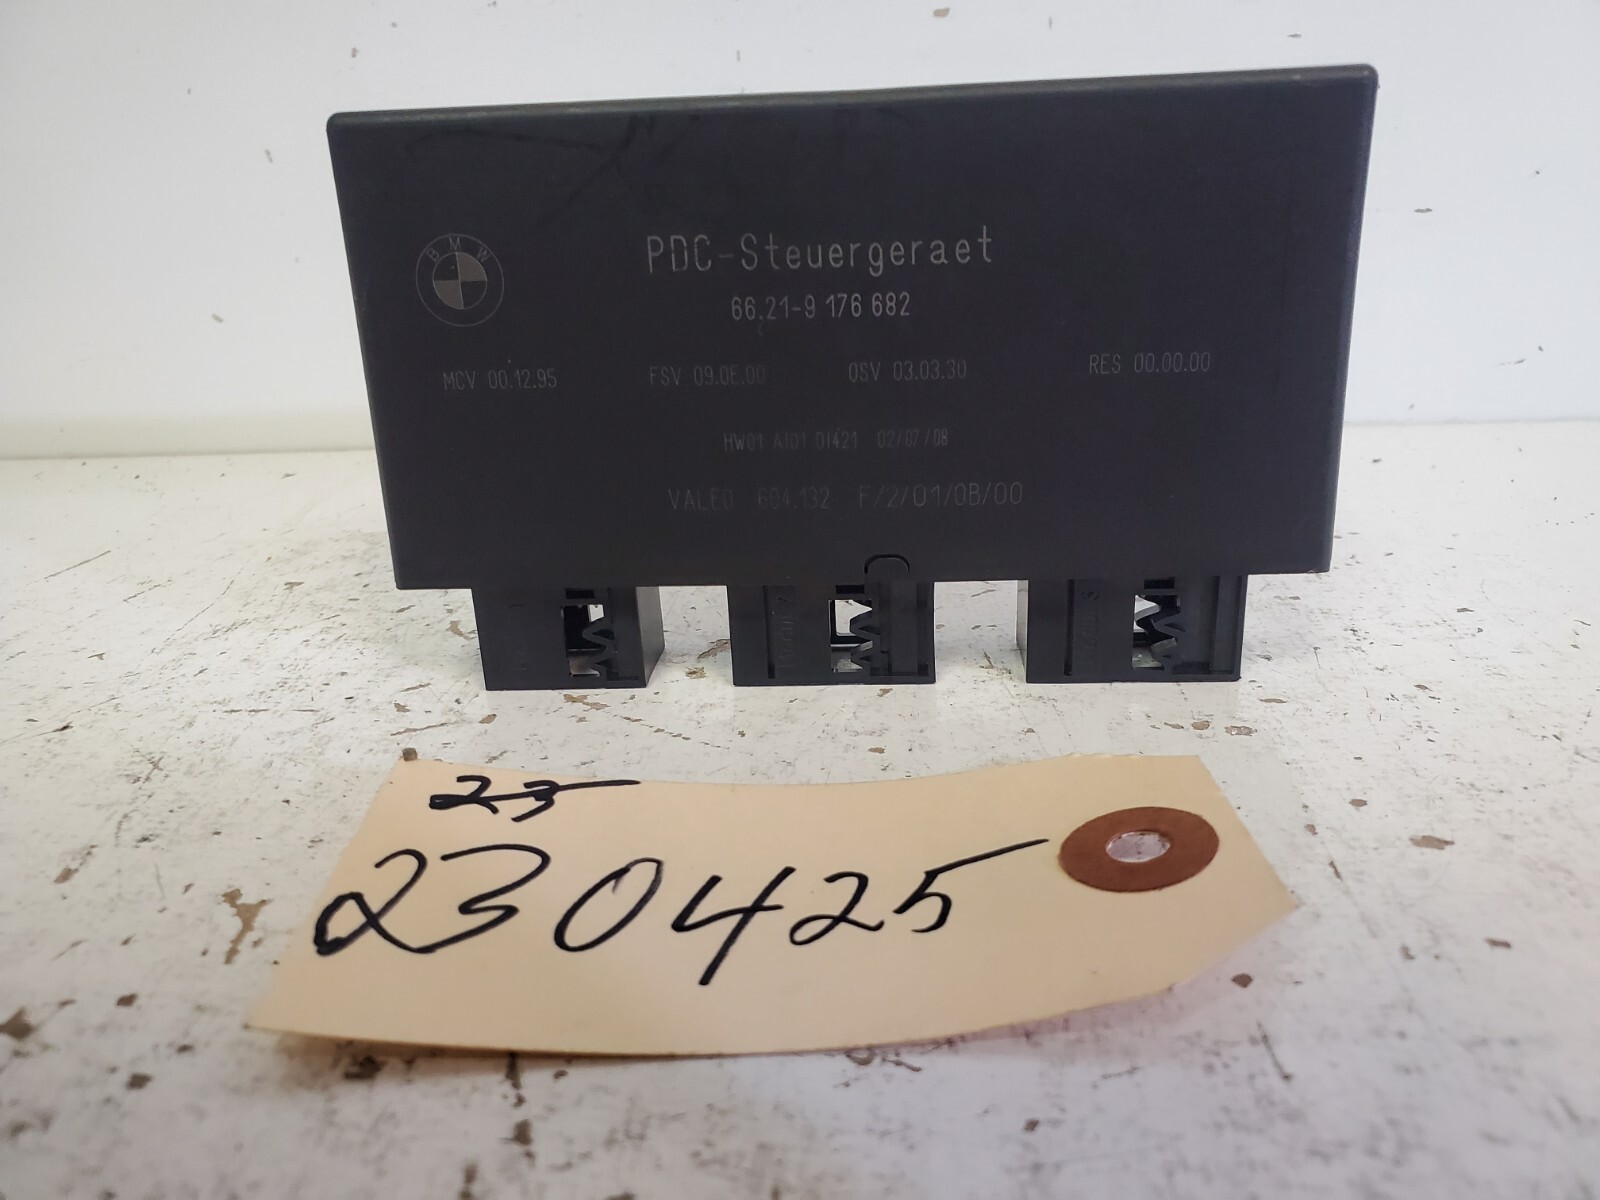 BMW
PDC-Steuergeraet
66.21-9 176 682
MCV 00.12.95 FSV 09.0E.00 OSV 03.03.30 RES 00.00.00
HW01 A101 01421 02/07/08
VALEO 604.132 F/2/01/0B/00
23
230425